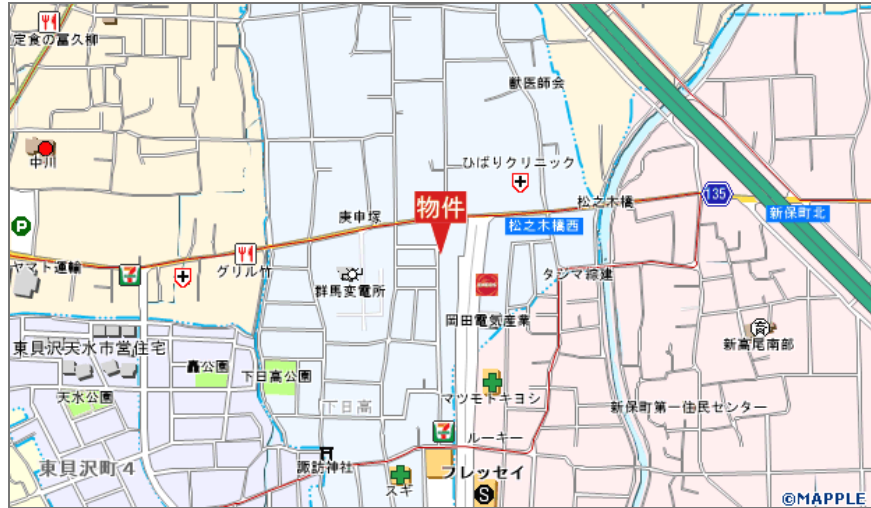 定食の富久柳
獣医師会
中川
ひばりクリニック
松之木橋
135
物件
庚申塚
松之木橋西
新保町北
P
ヤマト運輸
グリル竹
タジマ綜建
群馬変電所
岡田電気産業
東貝沢天水市営住宅
育
新高尾南部
轟公園
下日高公園
天水公園
下日高
マツモトキヨシ
新保町第一住民センター
ルーキー
東貝沢町4
諏訪神社
フレッセイ
スギ
S
©MAPPLE